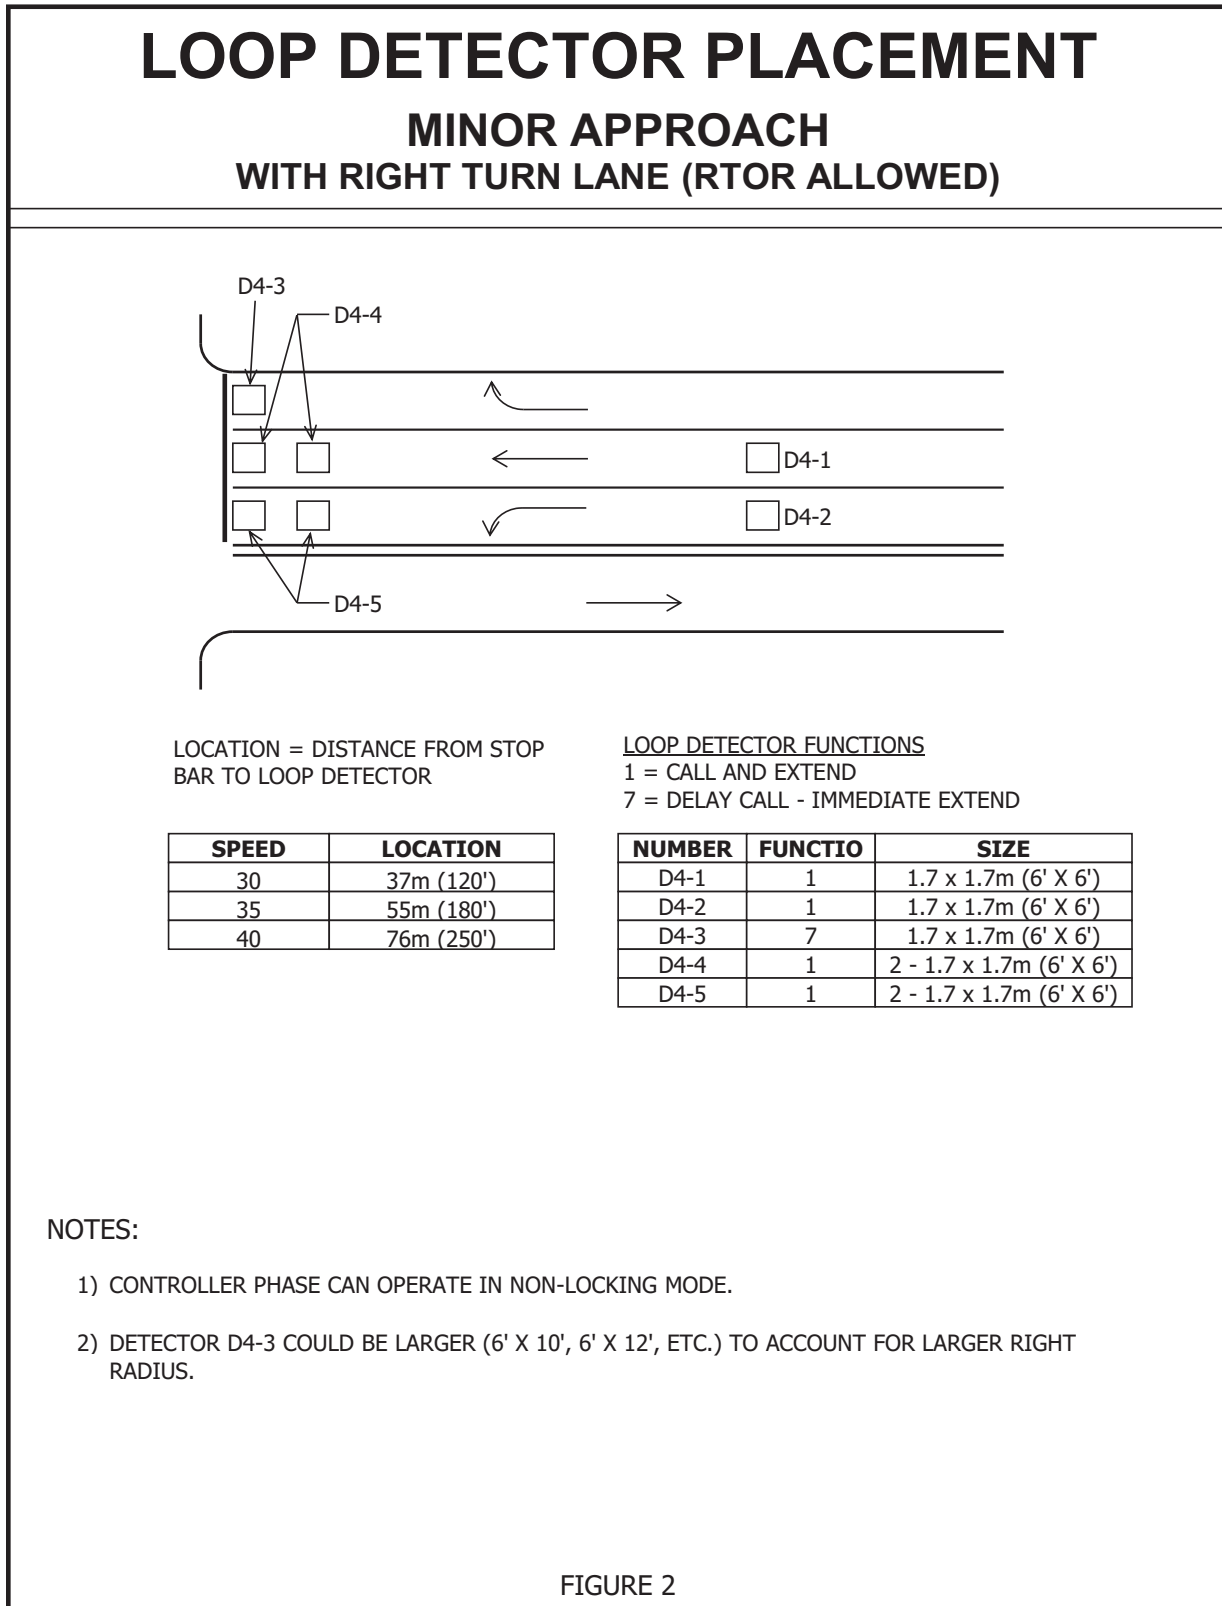 LOOP DETECTOR PLACEMENT
MINOR APPROACH
WITH RIGHT TURN LANE (RTOR ALLOWED)
D4-3
D4-4
D4-1
D4-2
D4-5
LOCATION = DISTANCE FROM STOP
BAR TO LOOP DETECTOR
SPEED LOCATION
30 37m (120')
35 55m (180')
40 76m (250')
LOOP DETECTOR FUNCTIONS
1 = CALL AND EXTEND
7 = DELAY CALL - IMMEDIATE EXTEND
NUMBER FUNCTIO SIZE
D4-1 1 1.7 x 1.7m (6' X 6')
D4-2 1 1.7 x 1.7m (6' X 6')
D4-3 7 1.7 x 1.7m (6' X 6')
D4-4 1 2 - 1.7 x 1.7m (6' X 6')
D4-5 1 2 - 1.7 x 1.7m (6' X 6')
NOTES:
1) CONTROLLER PHASE CAN OPERATE IN NON-LOCKING MODE.
2) DETECTOR D4-3 COULD BE LARGER (6' X 10', 6' X 12', ETC.) TO ACCOUNT FOR LARGER RIGHT
RADIUS.
FIGURE 2